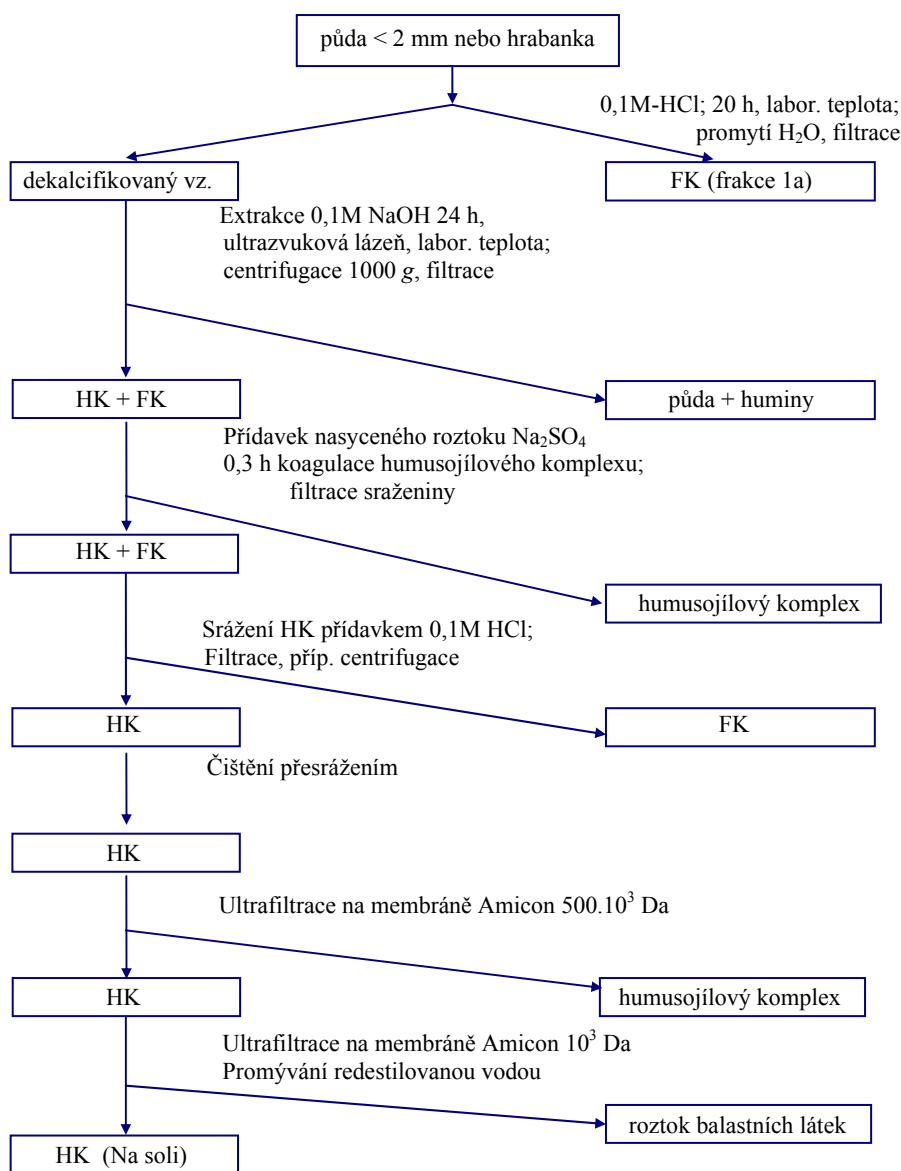 půda < 2 mm nebo hrabanka
0,1M-HCl; 20 h, labor. teplota;
promytí H₂O, filtrace
dekalcifikovaný vz.
FK (frakce 1a)
Extrakce 0,1M NaOH 24 h,
ultrazvuková lázeň, labor. teplota;
centrifugace 1000 g, filtrace
HK + FK
půda + huminy
Přídavek nasyceného roztoku Na₂SO₄
0,3 h koagulace humusojílového komplexu;
filtrace sraženiny
HK + FK
humusojílový komplex
Srážení HK přídavkem 0,1M HCl;
Filtrace, příp. centrifugace
HK
FK
Čištění přesrážením
HK
Ultrafiltrace na membráně Amicon 500.10³ Da
HK
humusojílový komplex
Ultrafiltrace na membráně Amicon 10³ Da
Promývání redestilovanou vodou
roztok balastních látek
HK (Na soli)